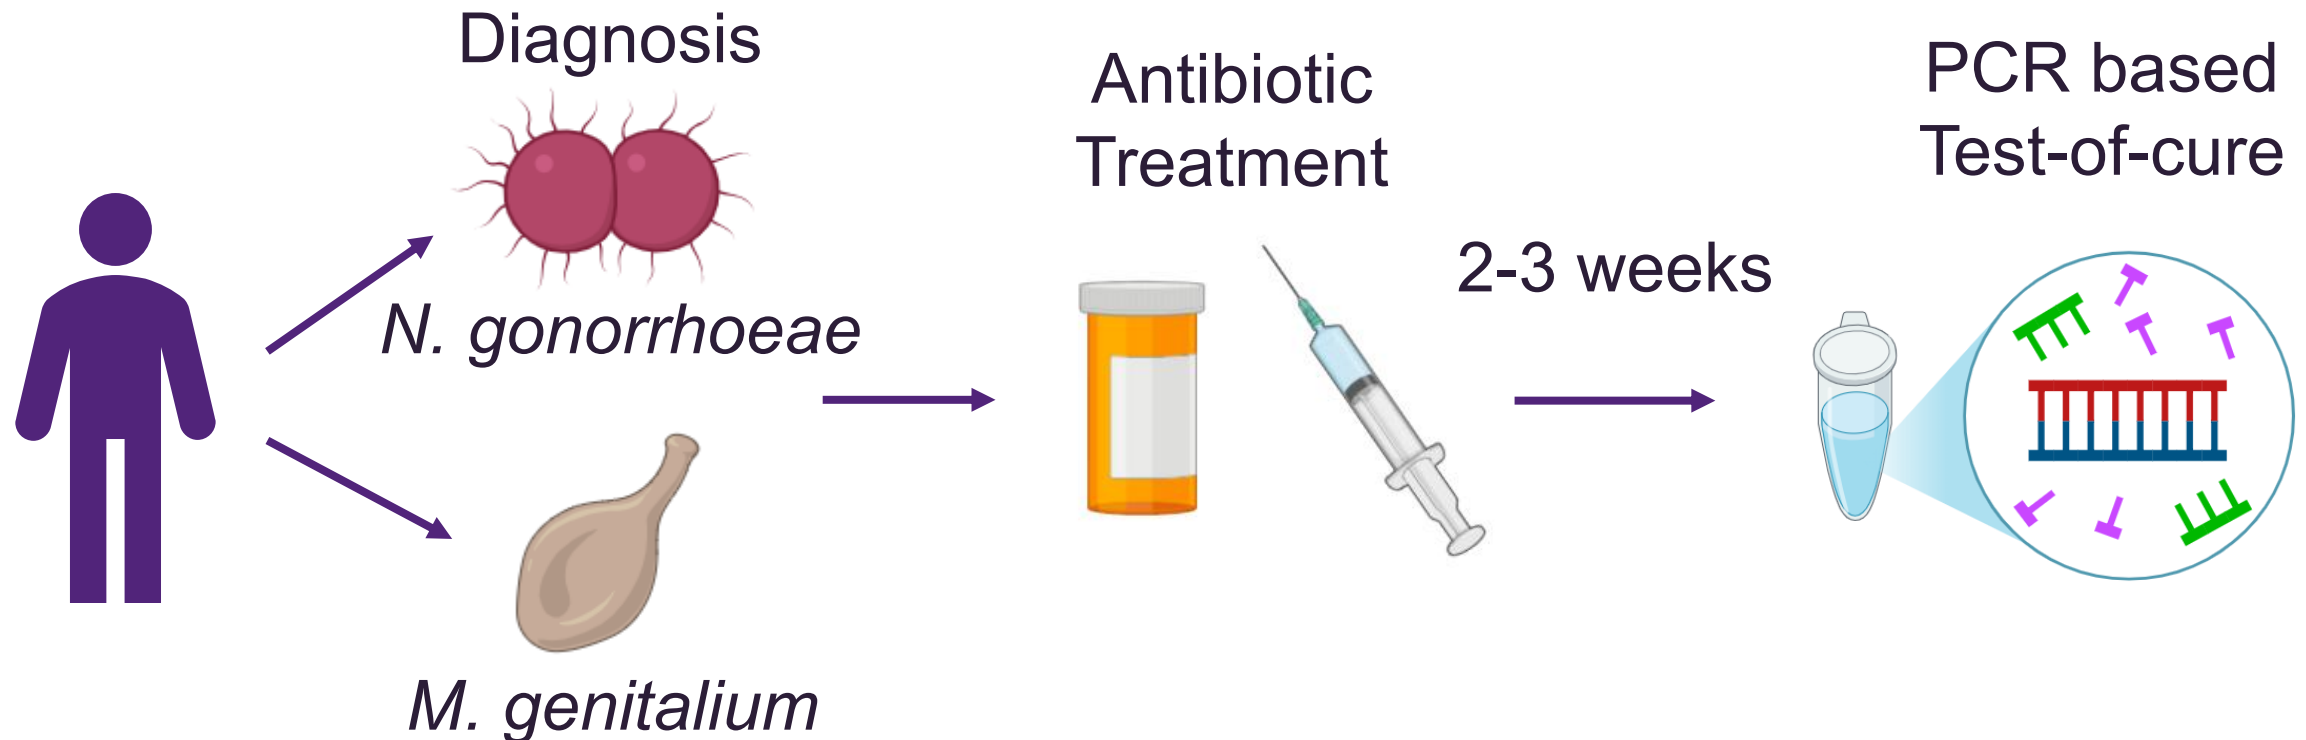 Diagnosis
N. gonorrhoeae
M. genitalium
Antibiotic
Treatment
2-3 weeks
PCR based
Test-of-cure